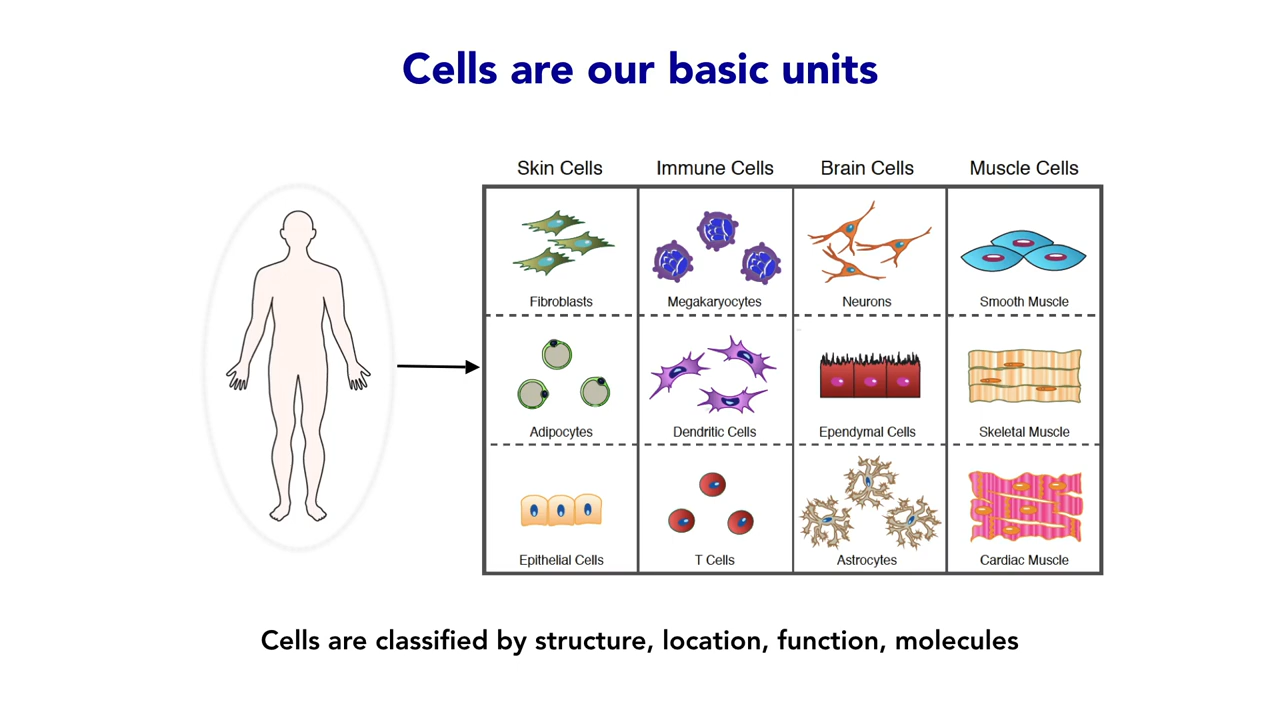 Cells are our basic units
Skin Cells Immune Cells Brain Cells Muscle Cells
Fibroblasts Megakaryocytes Neurons Smooth Muscle
Adipocytes Dendritic Cells Ependymal Cells Skeletal Muscle
Epithelial Cells T Cells Astrocytes Cardiac Muscle
Cells are classified by structure, location, function, molecules